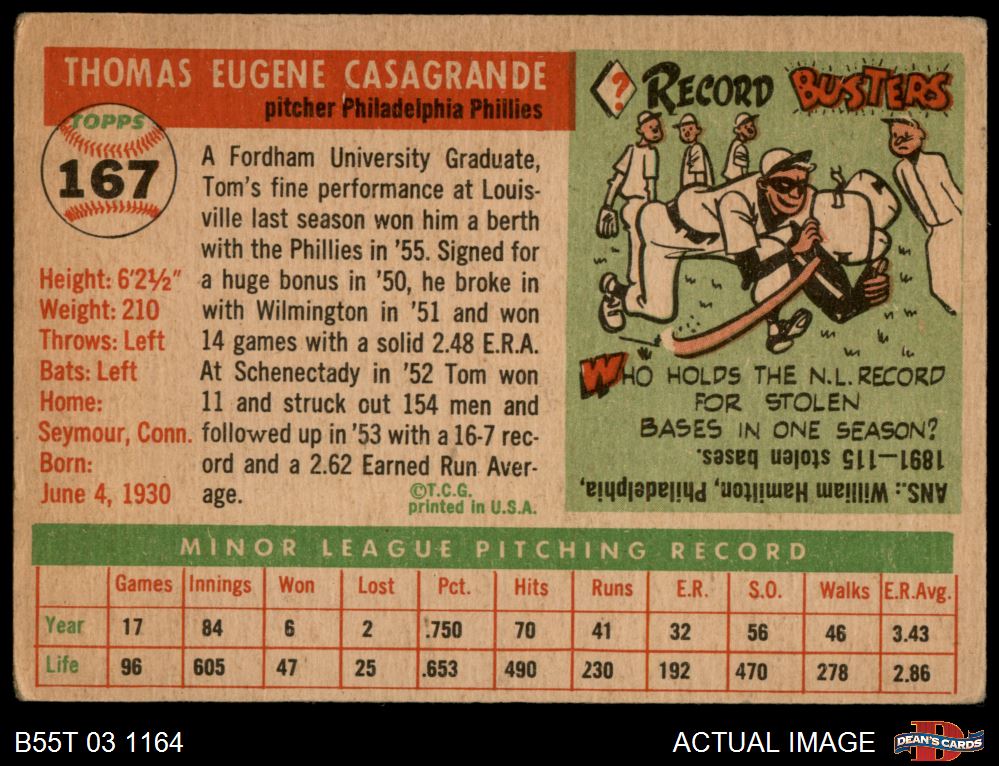 THOMAS EUGENE CASAGRANDE
pitcher Philadelphia Phillies
TOPPS
167
Height: 6'2½"
Weight: 210
Throws: Left
Bats: Left
Home:
Seymour, Conn.
Born:
June 4, 1930
A Fordham University Graduate,
Tom's fine performance at Louis-
ville last season won him a berth
with the Phillies in '55. Signed for
a huge bonus in '50, he broke in
with Wilmington in '51 and won
14 games with a solid 2.48 E.R.A.
At Schenectady in '52 Tom won
11 and struck out 154 men and
followed up in '53 with a 16-7 rec-
ord and a 2.62 Earned Run Aver-
age.
©T.C.G.
printed in U.S.A.
? RECORD BUSTERS
WHO HOLDS THE N.L. RECORD
FOR STOLEN
BASES IN ONE SEASON?
ANS.: William Hamilton, Philadelphia,
1891—115 stolen bases.
MINOR LEAGUE PITCHING RECORD
Games Innings Won Lost Pct. Hits Runs E.R. S.O. Walks E.R.Avg.
Year 17 84 6 2 .750 70 41 32 56 46 3.43
Life 96 605 47 25 .653 490 230 192 470 278 2.86
B55T 03 1164
ACTUAL IMAGE
D
DEAN'S CARDS